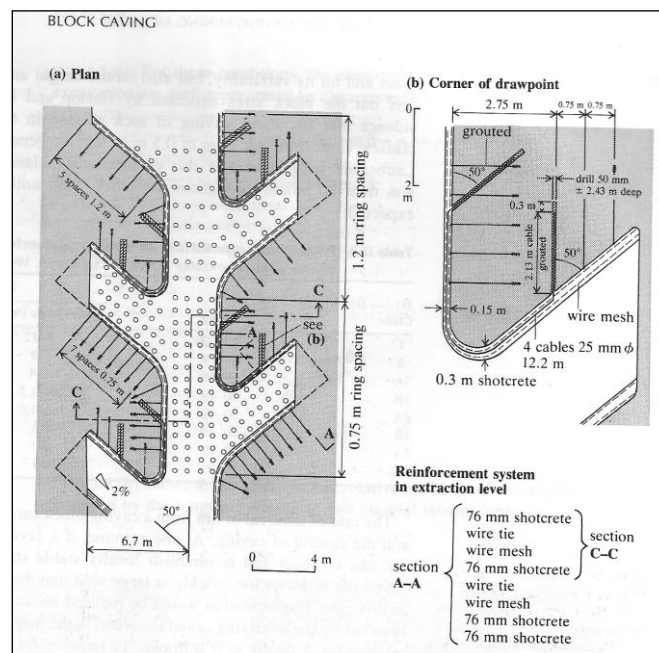 BLOCK CAVING
(a) Plan
5 spaces 1.2 m
7 spaces 0.75 m
C
C
A
A
see
(b)
1.2 m ring spacing
0.75 m ring spacing
2%
50°
6.7 m
0 4 m
(b) Corner of drawpoint
0
2
m
2.75 m
0.75 m 0.75 m
grouted
50°
drill 50 mm
± 2.43 m deep
0.3 m
2.13 m cable
grouted
50°
0.15 m
wire mesh
4 cables 25 mm ϕ
12.2 m
0.3 m shotcrete
Reinforcement system
in extraction level
76 mm shotcrete
wire tie
wire mesh
76 mm shotcrete
wire tie
wire mesh
76 mm shotcrete
76 mm shotcrete
section
C–C
section
A–A